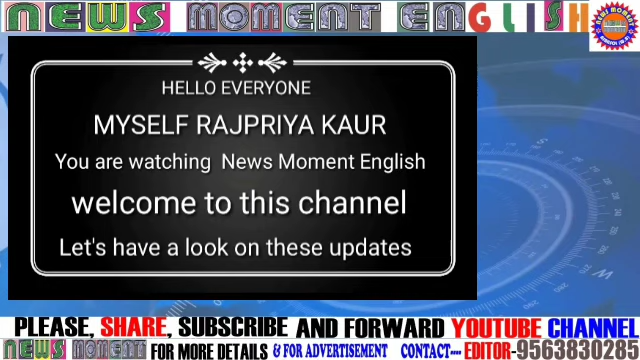 NEWS MOMENT ENGLISH
HELLO EVERYONE
MYSELF RAJPRIYA KAUR
You are watching News Moment English
welcome to this channel
Let's have a look on these updates
PLEASE, SHARE, SUBSCRIBE AND FORWARD YOUTUBE CHANNEL
NEWS MOMENT FOR MORE DETAILS & FOR ADVERTISEMENT CONTACT--- EDITOR-9563830285